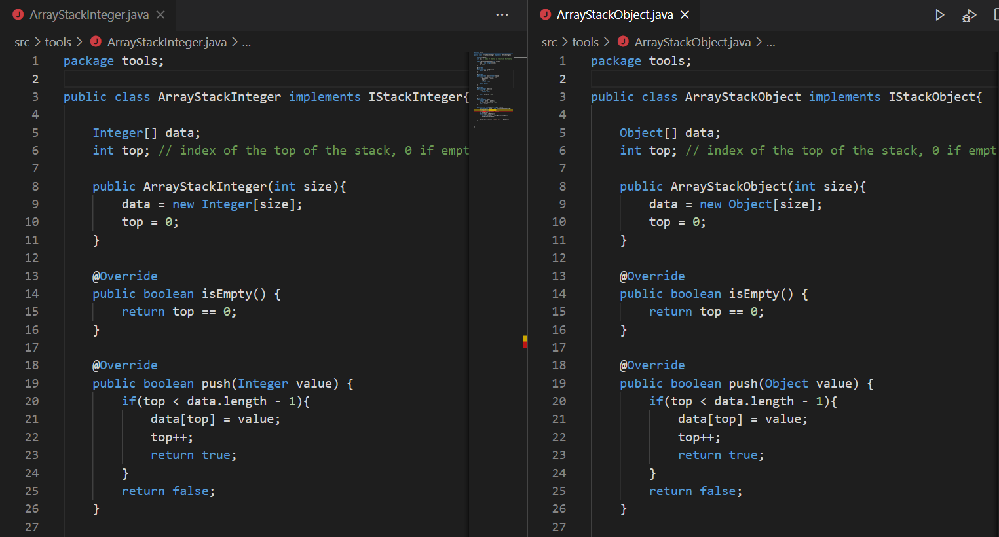 ArrayStackInteger.java
src > tools > ArrayStackInteger.java > ...
1 package tools;
2
3 public class ArrayStackInteger implements IStackInteger{
4
5 Integer[] data;
6 int top; // index of the top of the stack, 0 if empt
7
8 public ArrayStackInteger(int size){
9 data = new Integer[size];
10 top = 0;
11 }
12
13 @Override
14 public boolean isEmpty() {
15 return top == 0;
16 }
17
18 @Override
19 public boolean push(Integer value) {
20 if(top < data.length - 1){
21 data[top] = value;
22 top++;
23 return true;
24 }
25 return false;
26 }
27
ArrayStackObject.java
src > tools > ArrayStackObject.java > ...
1 package tools;
2
3 public class ArrayStackObject implements IStackObject{
4
5 Object[] data;
6 int top; // index of the top of the stack, 0 if empt
7
8 public ArrayStackObject(int size){
9 data = new Object[size];
10 top = 0;
11 }
12
13 @Override
14 public boolean isEmpty() {
15 return top == 0;
16 }
17
18 @Override
19 public boolean push(Object value) {
20 if(top < data.length - 1){
21 data[top] = value;
22 top++;
23 return true;
24 }
25 return false;
26 }
27